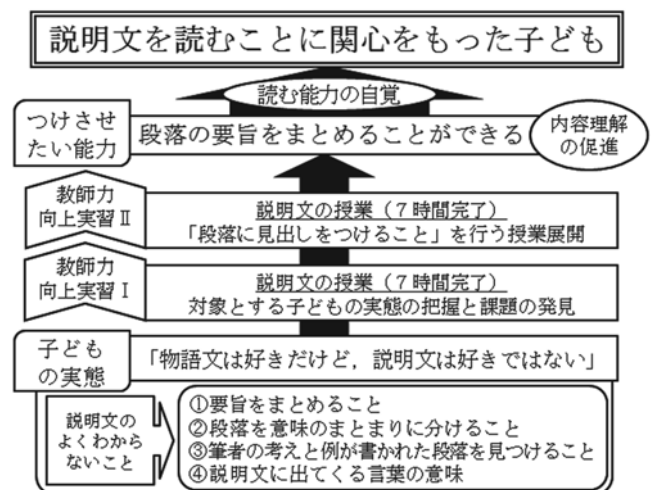 説明文を読むことに関心をもった子ども
読む能力の自覚
つけさせ
たい能力
段落の要旨をまとめることができる
内容理解
の促進
教師力
向上実習Ⅱ
説明文の授業（７時間完了）
「段落に見出しをつけること」を行う授業展開
教師力
向上実習Ⅰ
説明文の授業（７時間完了）
対象とする子どもの実態の把握と課題の発見
子ども
の実態
「物語文は好きだけど，説明文は好きではない」
説明文の
よくわから
ないこと
①要旨をまとめること
②段落を意味のまとまりに分けること
③筆者の考えと例が書かれた段落を見つけること
④説明文に出てくる言葉の意味